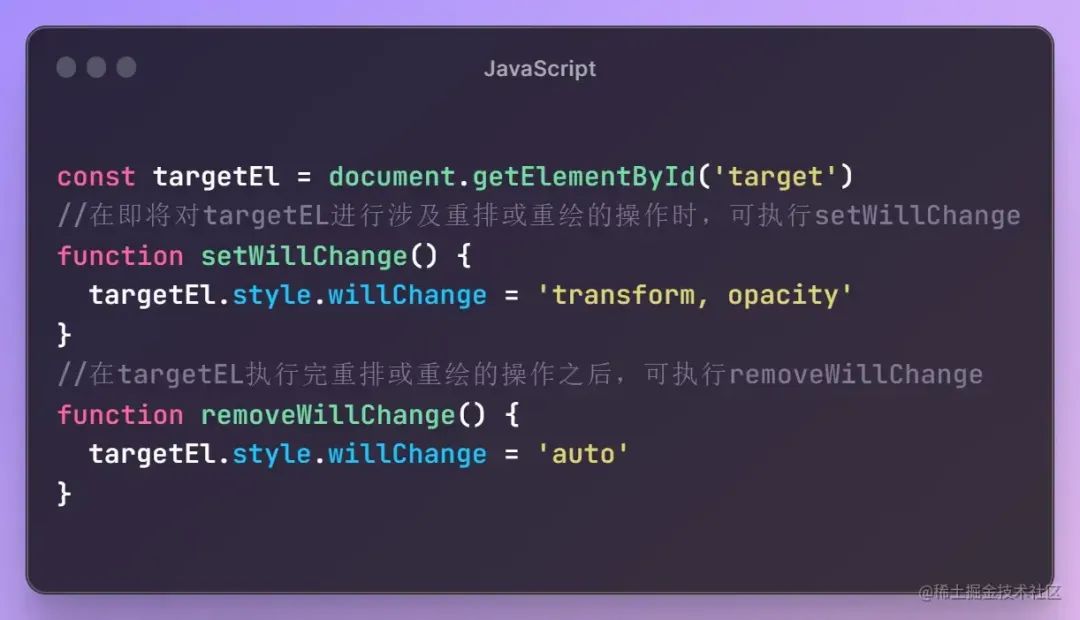 JavaScript
const targetEl = document.getElementById('target')
//在即将对targetEL进行涉及重排或重绘的操作时，可执行setWillChange
function setWillChange() {
  targetEl.style.willChange = 'transform, opacity'
}
//在targetEL执行完重排或重绘的操作之后，可执行removeWillChange
function removeWillChange() {
  targetEl.style.willChange = 'auto'
}
@稀土掘金技术社区